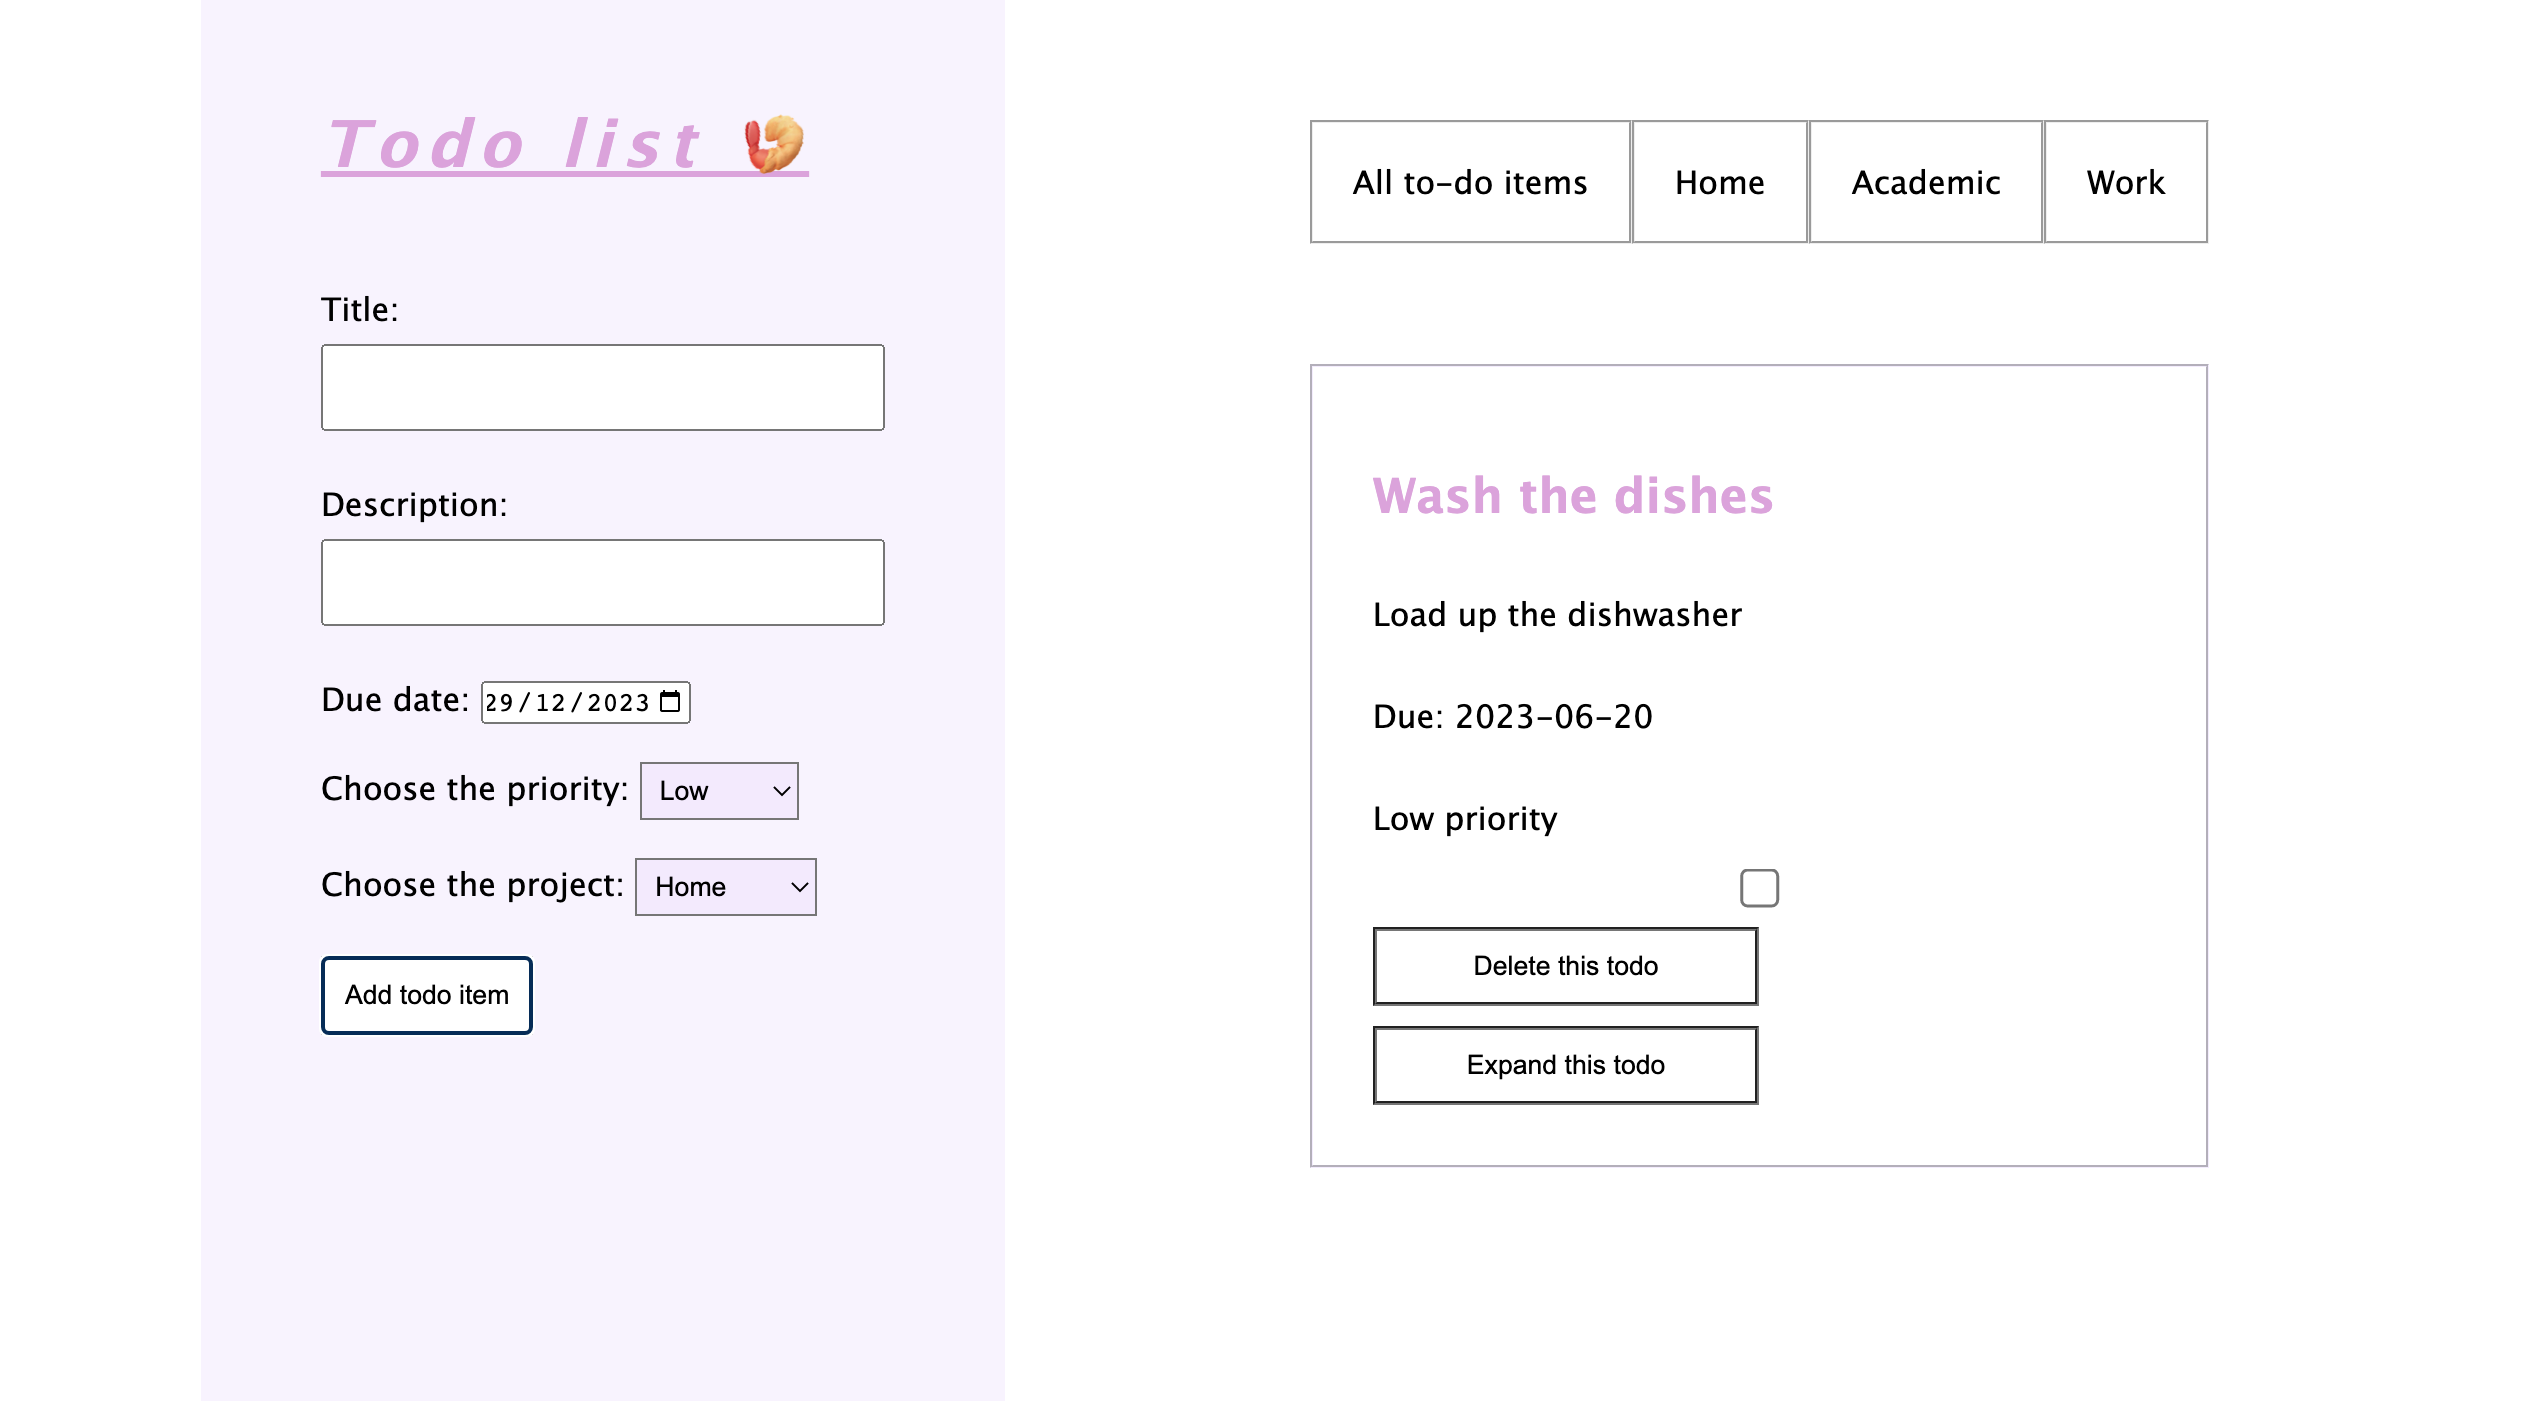 Todo list 🍤
Title:
Description:
Due date: 29/12/2023
Choose the priority: Low
Choose the project: Home
Add todo item
All to-do items Home Academic Work
Wash the dishes
Load up the dishwasher
Due: 2023-06-20
Low priority
Delete this todo
Expand this todo